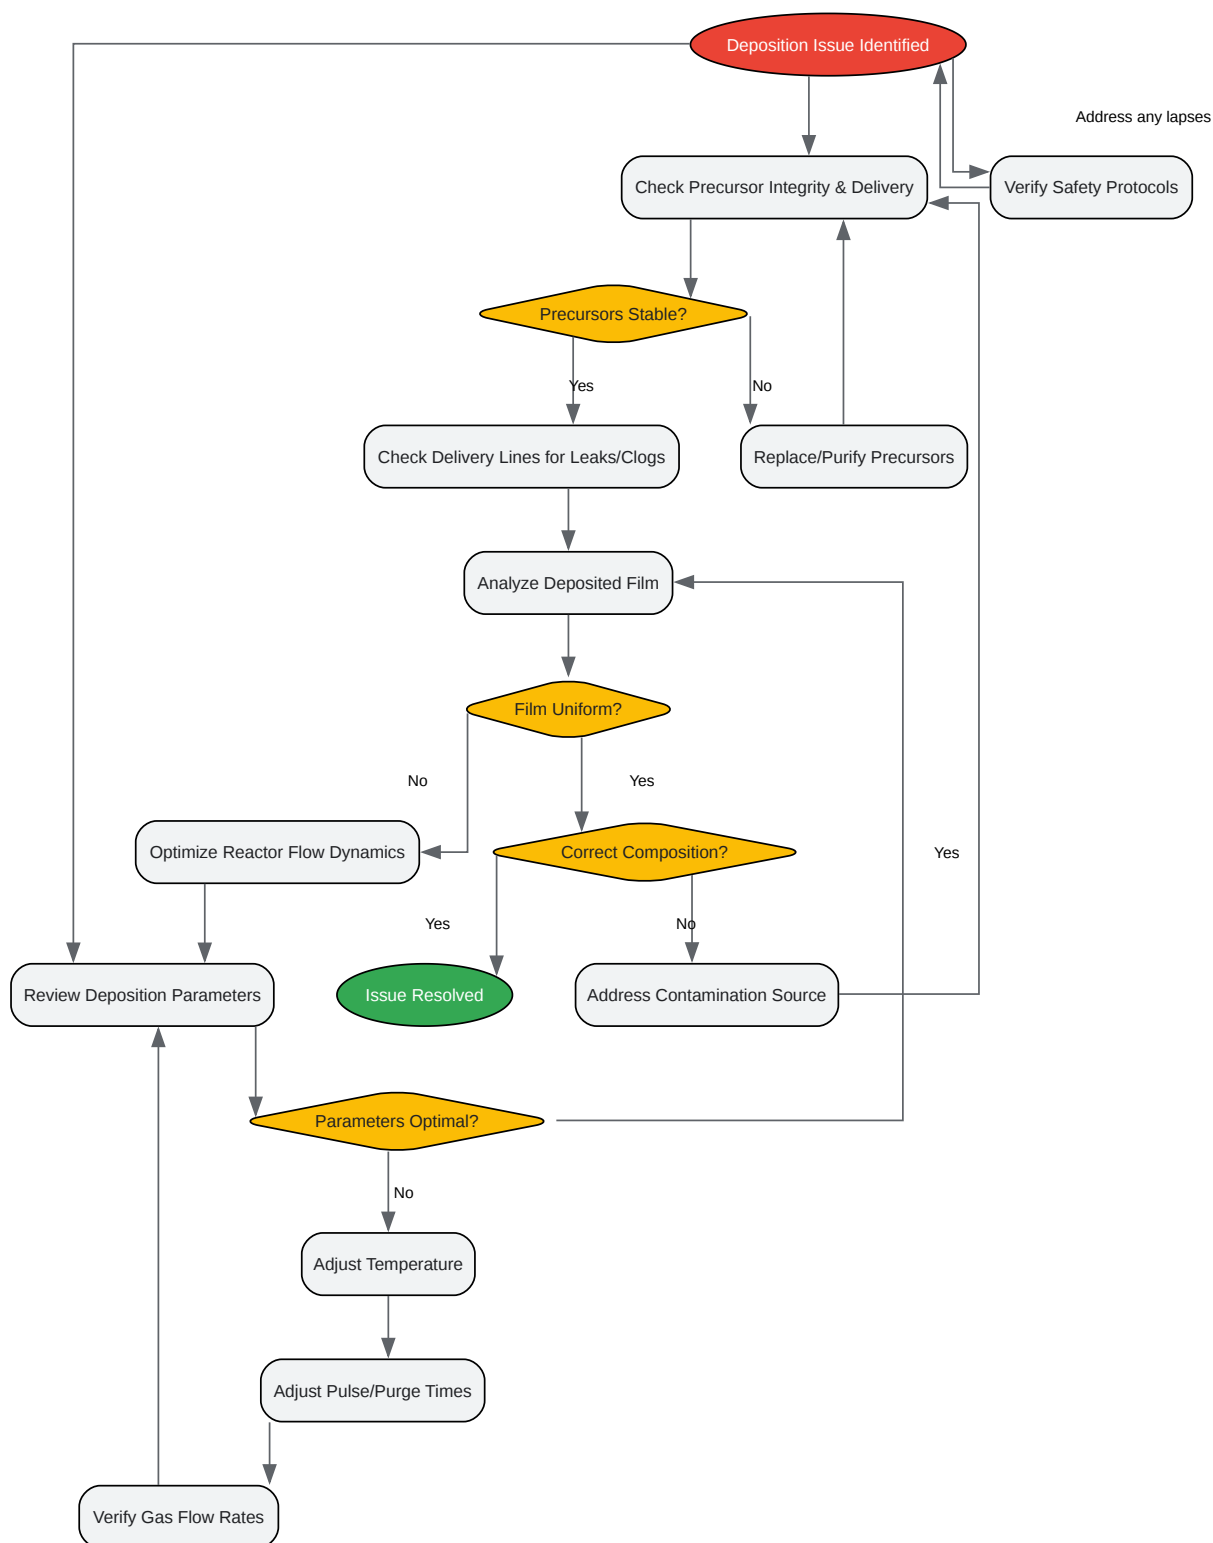 Deposition Issue Identified
Address any lapses
Check Precursor Integrity & Delivery
Verify Safety Protocols
Precursors Stable?
Yes
No
Check Delivery Lines for Leaks/Clogs
Replace/Purify Precursors
Analyze Deposited Film
Film Uniform?
No
Yes
Optimize Reactor Flow Dynamics
Correct Composition?
Yes
Yes
No
Review Deposition Parameters
Issue Resolved
Address Contamination Source
Parameters Optimal?
No
Adjust Temperature
Adjust Pulse/Purge Times
Verify Gas Flow Rates